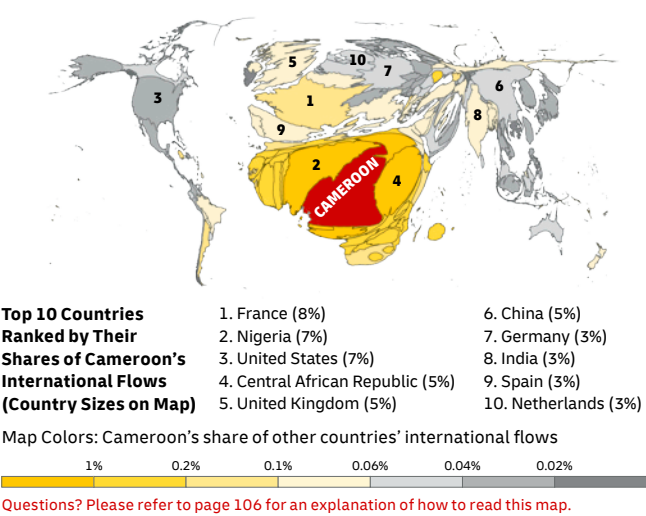 5
10
7
3
6
1
8
9
2
CAMEROON
4
Top 10 Countries
Ranked by Their
Shares of Cameroon's
International Flows
(Country Sizes on Map)
1. France (8%)
2. Nigeria (7%)
3. United States (7%)
4. Central African Republic (5%)
5. United Kingdom (5%)
6. China (5%)
7. Germany (3%)
8. India (3%)
9. Spain (3%)
10. Netherlands (3%)
Map Colors: Cameroon's share of other countries' international flows
1% 0.2% 0.1% 0.06% 0.04% 0.02%
Questions? Please refer to page 106 for an explanation of how to read this map.